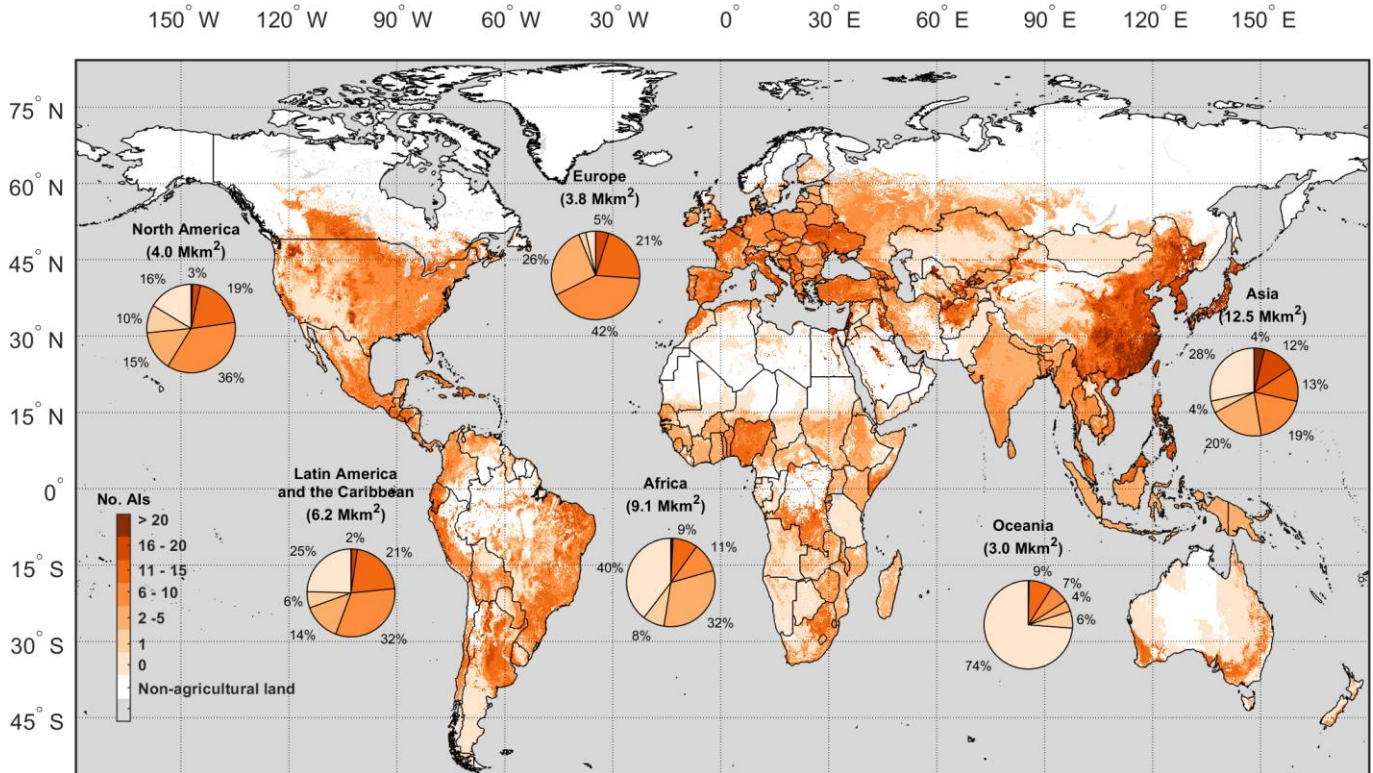 150° W 120° W 90° W 60° W 30° W 0° 30° E 60° E 90° E 120° E 150° E
75° N
60° N
45° N
30° N
15° N
0°
15° S
30° S
45° S
North America
(4.0 Mkm²)
3%
19%
36%
15%
10%
16%
Europe
(3.8 Mkm²)
5%
21%
42%
26%
Asia
(12.5 Mkm²)
4%
12%
13%
19%
20%
4%
28%
Latin America
and the Caribbean
(6.2 Mkm²)
2%
21%
32%
14%
6%
25%
Africa
(9.1 Mkm²)
9%
11%
32%
8%
40%
Oceania
(3.0 Mkm²)
9%
7%
4%
6%
74%
No. AIs
> 20
16 - 20
11 - 15
6 - 10
2 -5
1
0
Non-agricultural land